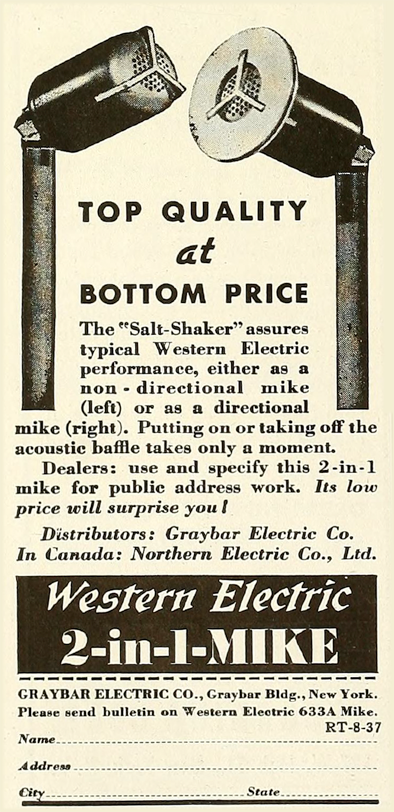 TOP QUALITY
at
BOTTOM PRICE
The "Salt-Shaker" assures
typical Western Electric
performance, either as a
non-directional mike
(left) or as a directional
mike (right). Putting on or taking off the
acoustic baffle takes only a moment.
Dealers: use and specify this 2-in-1
mike for public address work. Its low
price will surprise you!
Distributors: Graybar Electric Co.
In Canada: Northern Electric Co., Ltd.
Western Electric
2-in-1-MIKE
GRAYBAR ELECTRIC CO., Graybar Bldg., New York.
Please send bulletin on Western Electric 633A Mike.
RT-8-37
Name
Address
City State